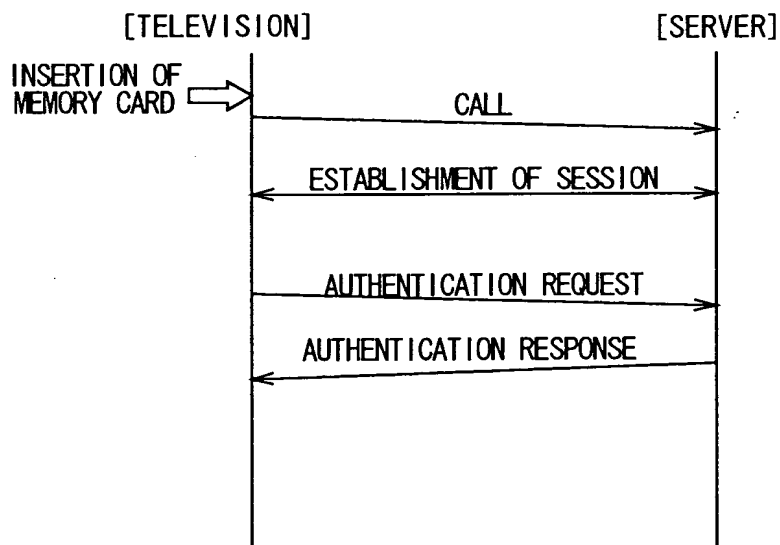 [TELEVISION]
[SERVER]
INSERTION OF
MEMORY CARD
CALL
ESTABLISHMENT OF SESSION
AUTHENTICATION REQUEST
AUTHENTICATION RESPONSE